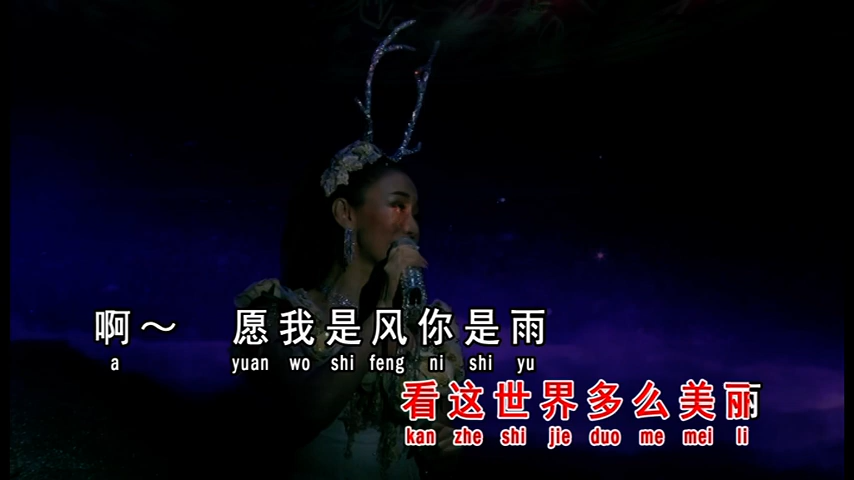 啊～ 愿我是风你是雨
a yuan wo shi feng ni shi yu
看这世界多么美丽
kan zhe shi jie duo me mei li